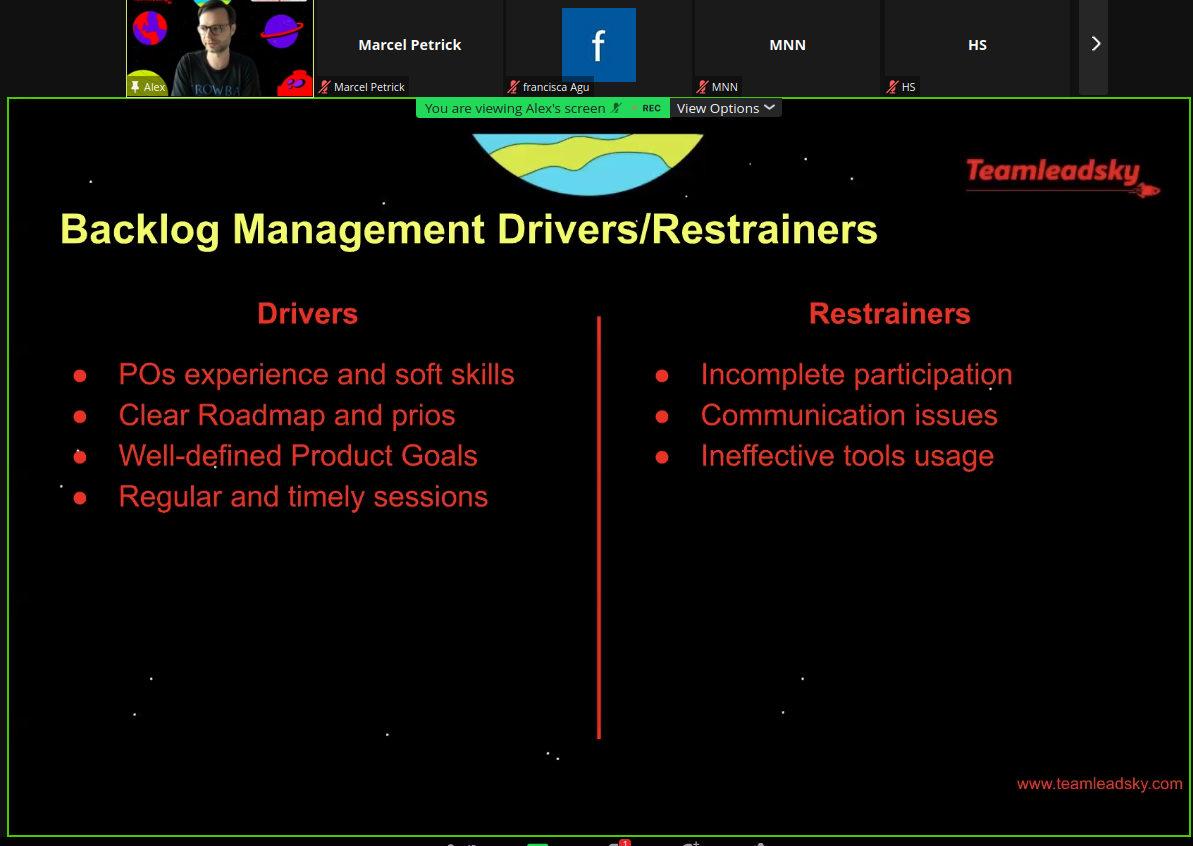 Marcel Petrick
f
MNN
HS
Alex
Marcel Petrick
francisca Agu
MNN
HS
You are viewing Alex's screen
REC
View Options
Teamleadsky
Backlog Management Drivers/Restrainers
Drivers
POs experience and soft skills
Clear Roadmap and prios
Well-defined Product Goals
Regular and timely sessions
Restrainers
Incomplete participation
Communication issues
Ineffective tools usage
www.teamleadsky.com
1